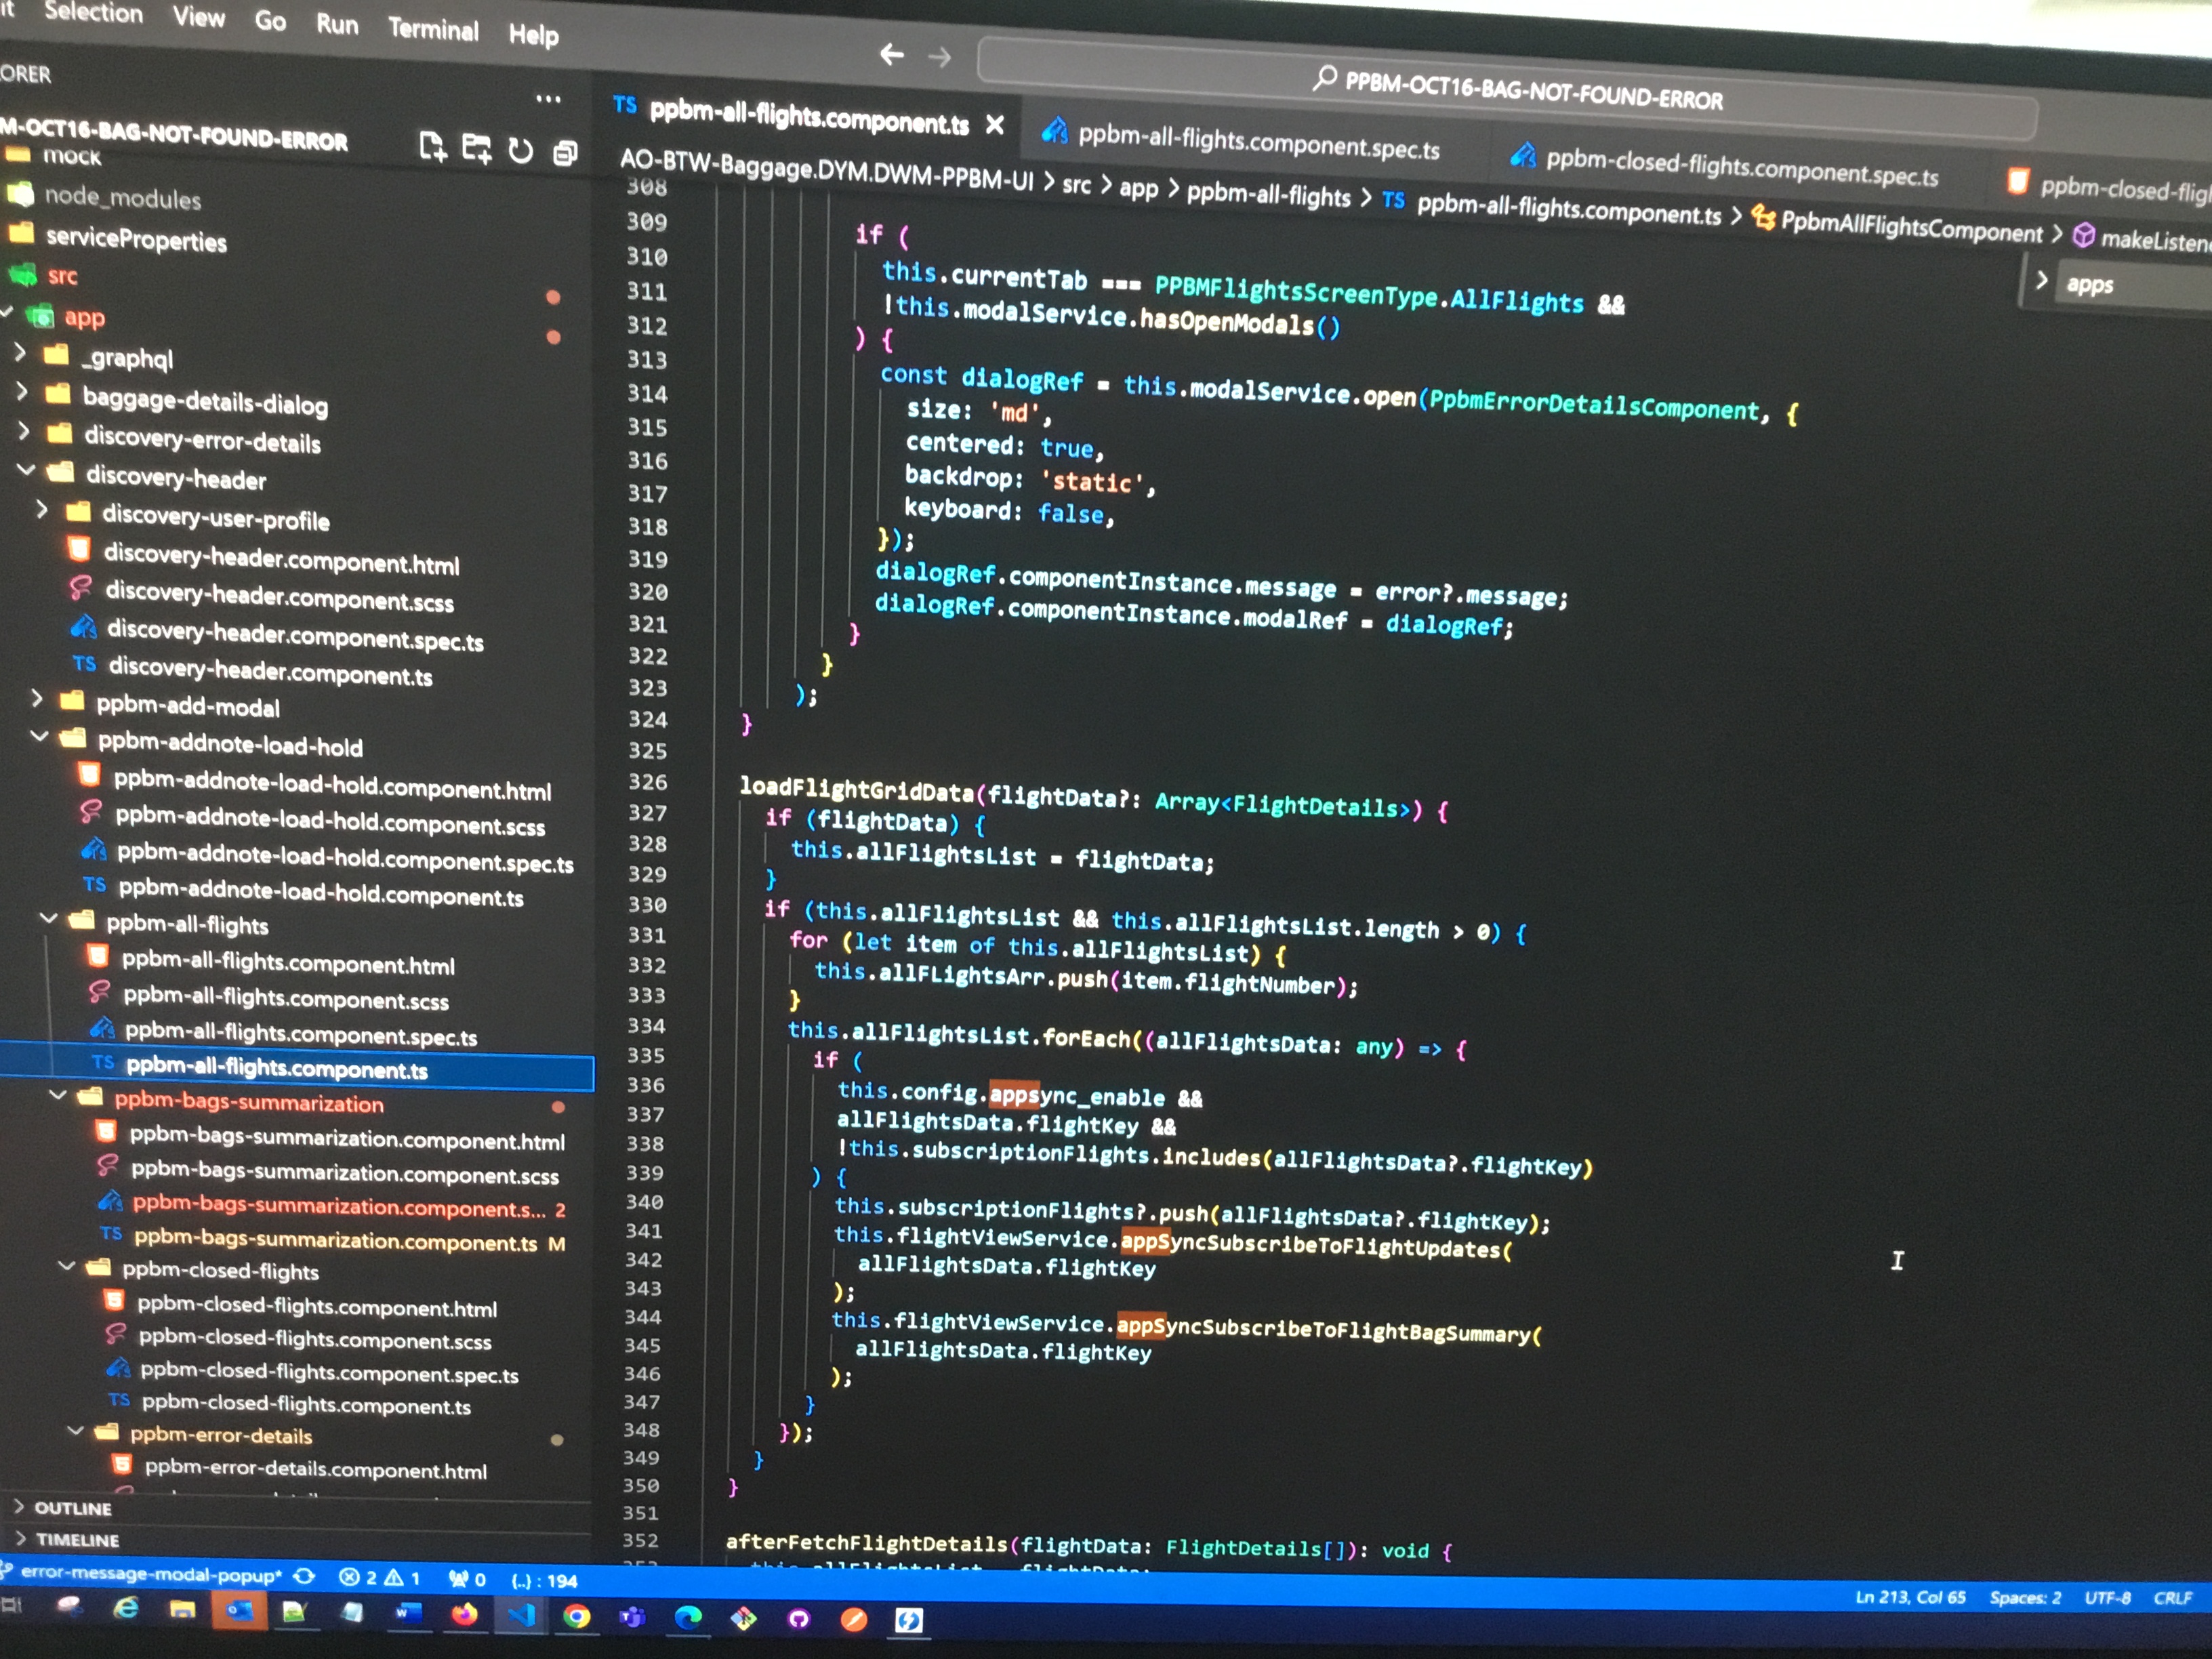 Selection View Go Run Terminal Help
PPBM-OCT16-BAG-NOT-FOUND-ERROR
ORER
M-OCT16-BAG-NOT-FOUND-ERROR
mock
node_modules
serviceProperties
src
app
_graphql
baggage-details-dialog
discovery-error-details
discovery-header
discovery-user-profile
discovery-header.component.html
discovery-header.component.scss
discovery-header.component.spec.ts
TS discovery-header.component.ts
ppbm-add-modal
ppbm-addnote-load-hold
ppbm-addnote-load-hold.component.html
ppbm-addnote-load-hold.component.scss
ppbm-addnote-load-hold.component.spec.ts
TS ppbm-addnote-load-hold.component.ts
ppbm-all-flights
ppbm-all-flights.component.html
ppbm-all-flights.component.scss
ppbm-all-flights.component.spec.ts
TS ppbm-all-flights.component.ts
ppbm-bags-summarization
ppbm-bags-summarization.component.html
ppbm-bags-summarization.component.scss
ppbm-bags-summarization.component.s... 2
TS ppbm-bags-summarization.component.ts M
ppbm-closed-flights
ppbm-closed-flights.component.html
ppbm-closed-flights.component.scss
ppbm-closed-flights.component.spec.ts
TS ppbm-closed-flights.component.ts
ppbm-error-details
ppbm-error-details.component.html
> OUTLINE
> TIMELINE
TS ppbm-all-flights.component.ts × ppbm-all-flights.component.spec.ts ppbm-closed-flights.component.spec.ts ppbm-closed-flig
AO-BTW-Baggage.DYM.DWM-PPBM-UI > src > app > ppbm-all-flights > TS ppbm-all-flights.component.ts > PpbmAllFlightsComponent > makeListene
> apps
308
309 if (
310 this.currentTab === PPBMFlightsScreenType.AllFlights &&
311 !this.modalService.hasOpenModals()
312 ) {
313 const dialogRef = this.modalService.open(PpbmErrorDetailsComponent, {
314 size: 'md',
315 centered: true,
316 backdrop: 'static',
317 keyboard: false,
318 });
319 dialogRef.componentInstance.message = error?.message;
320 dialogRef.componentInstance.modalRef = dialogRef;
321 }
322 }
323 );
324 }
325
326 loadFlightGridData(flightData?: Array<FlightDetails>) {
327 if (flightData) {
328 this.allFlightsList = flightData;
329 }
330 if (this.allFlightsList && this.allFlightsList.length > 0) {
331 for (let item of this.allFlightsList) {
332 this.allFLightsArr.push(item.flightNumber);
333 }
334 this.allFlightsList.forEach((allFlightsData: any) => {
335 if (
336 this.config.appsync_enable &&
337 allFlightsData.flightKey &&
338 !this.subscriptionFlights.includes(allFlightsData?.flightKey)
339 ) {
340 this.subscriptionFlights?.push(allFlightsData?.flightKey);
341 this.flightViewService.appSyncSubscribeToFlightUpdates(
342 allFlightsData.flightKey
343 );
344 this.flightViewService.appSyncSubscribeToFlightBagSummary(
345 allFlightsData.flightKey
346 );
347 }
348 });
349 }
350 }
351
352 afterFetchFlightDetails(flightData: FlightDetails[]): void {
error-message-modal-popup* 2 1 0 {..} : 194 Ln 213, Col 65 Spaces: 2 UTF-8 CRLF